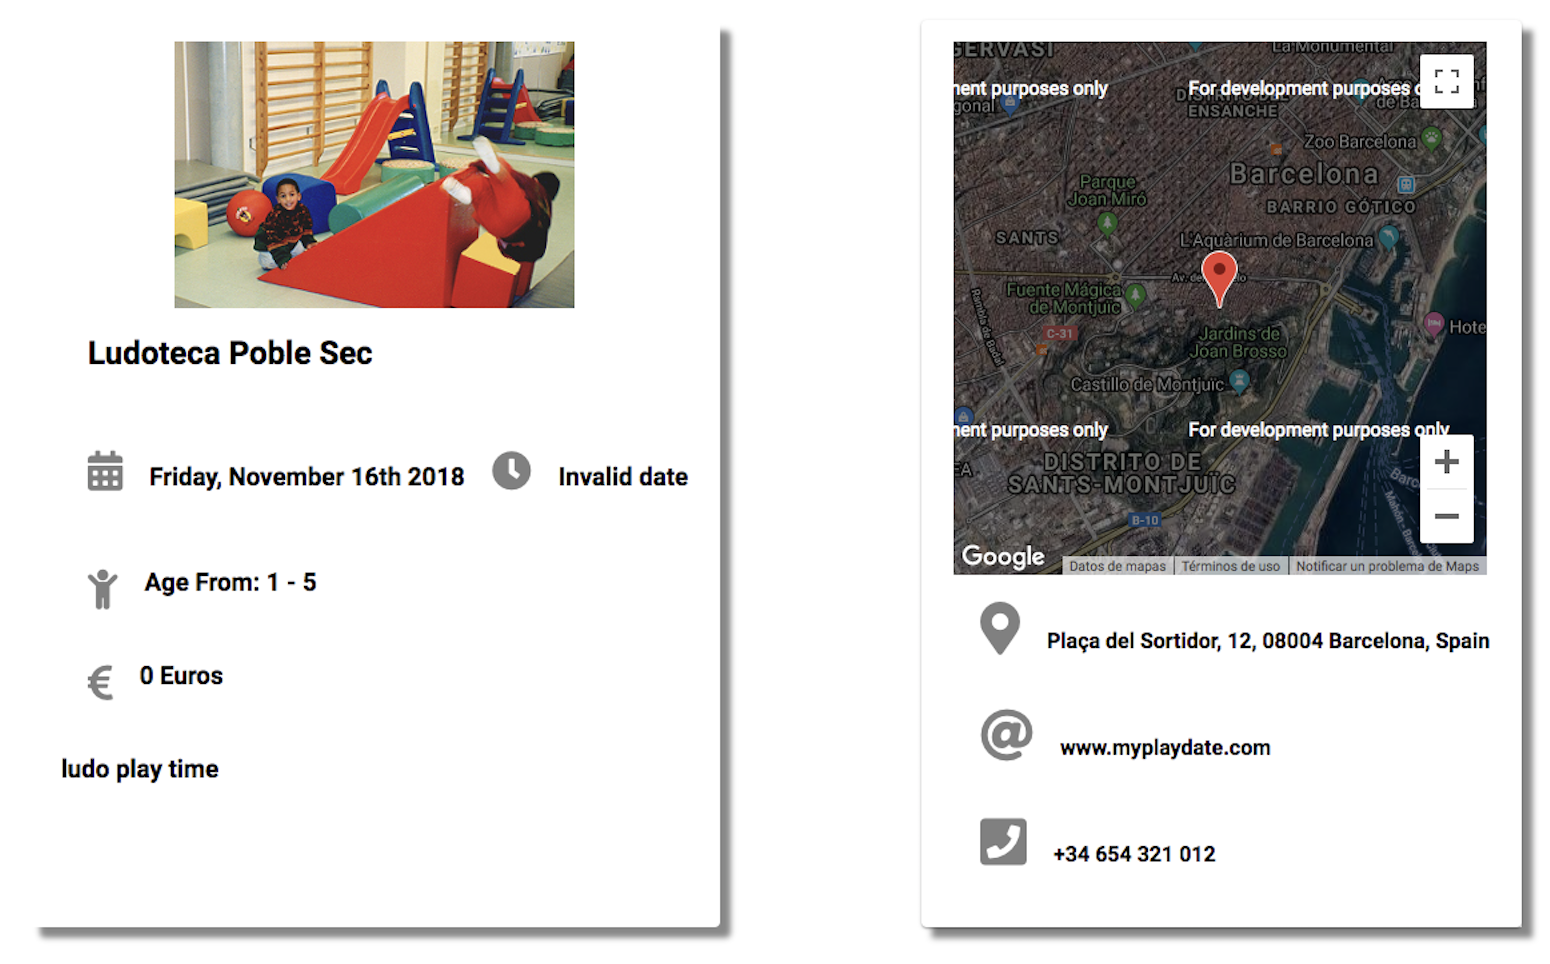 Ludoteca Poble Sec
Friday, November 16th 2018
Invalid date
Age From: 1 - 5
0 Euros
ludo play time
GERVASI
La Monumental
nent purposes only
For development purposes
gonal
ENSANCHE
de Ba
Zoo Barcelona
Barcelona
Parque
Joan Miró
BARRIO GÓTICO
SANTS
L'Aquàrium de Barcelona
Av. de
Fuente Mágica
de Montjuïc
Rambla de Badal
C-31
Hote
Jardins de
Joan Brosso
Castillo de Montjuïc
nent purposes only
For development purposes only
EA
DISTRITO DE
SANTS-MONTJUÏC
Barc
B-10
Google
Datos de mapas
Términos de uso
Notificar un problema de Maps
Plaça del Sortidor, 12, 08004 Barcelona, Spain
www.myplaydate.com
+34 654 321 012